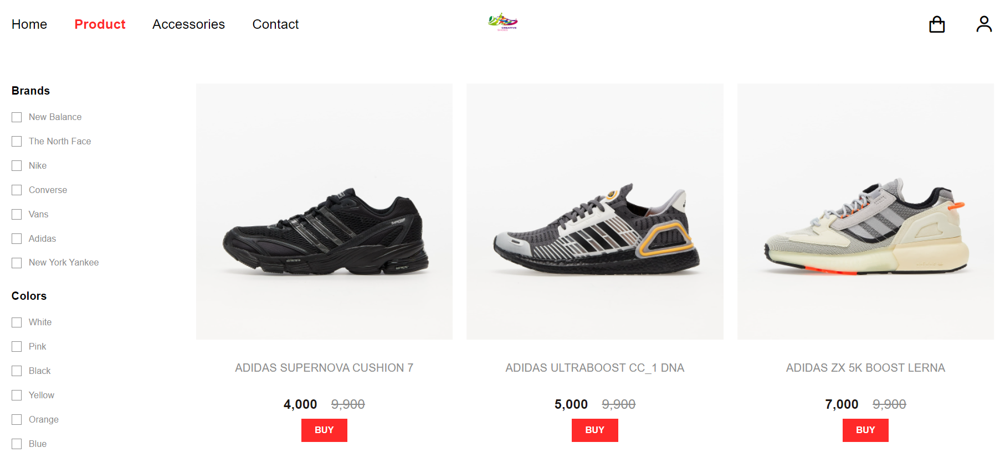 Home Product Accessories Contact
CREATIVE
SHOES
Brands
New Balance
The North Face
Nike
Converse
Vans
Adidas
New York Yankee
Colors
White
Pink
Black
Yellow
Orange
Blue
ADIDAS SUPERNOVA CUSHION 7
4,000 9,900
BUY
ADIDAS ULTRABOOST CC_1 DNA
5,000 9,900
BUY
ADIDAS ZX 5K BOOST LERNA
7,000 9,900
BUY